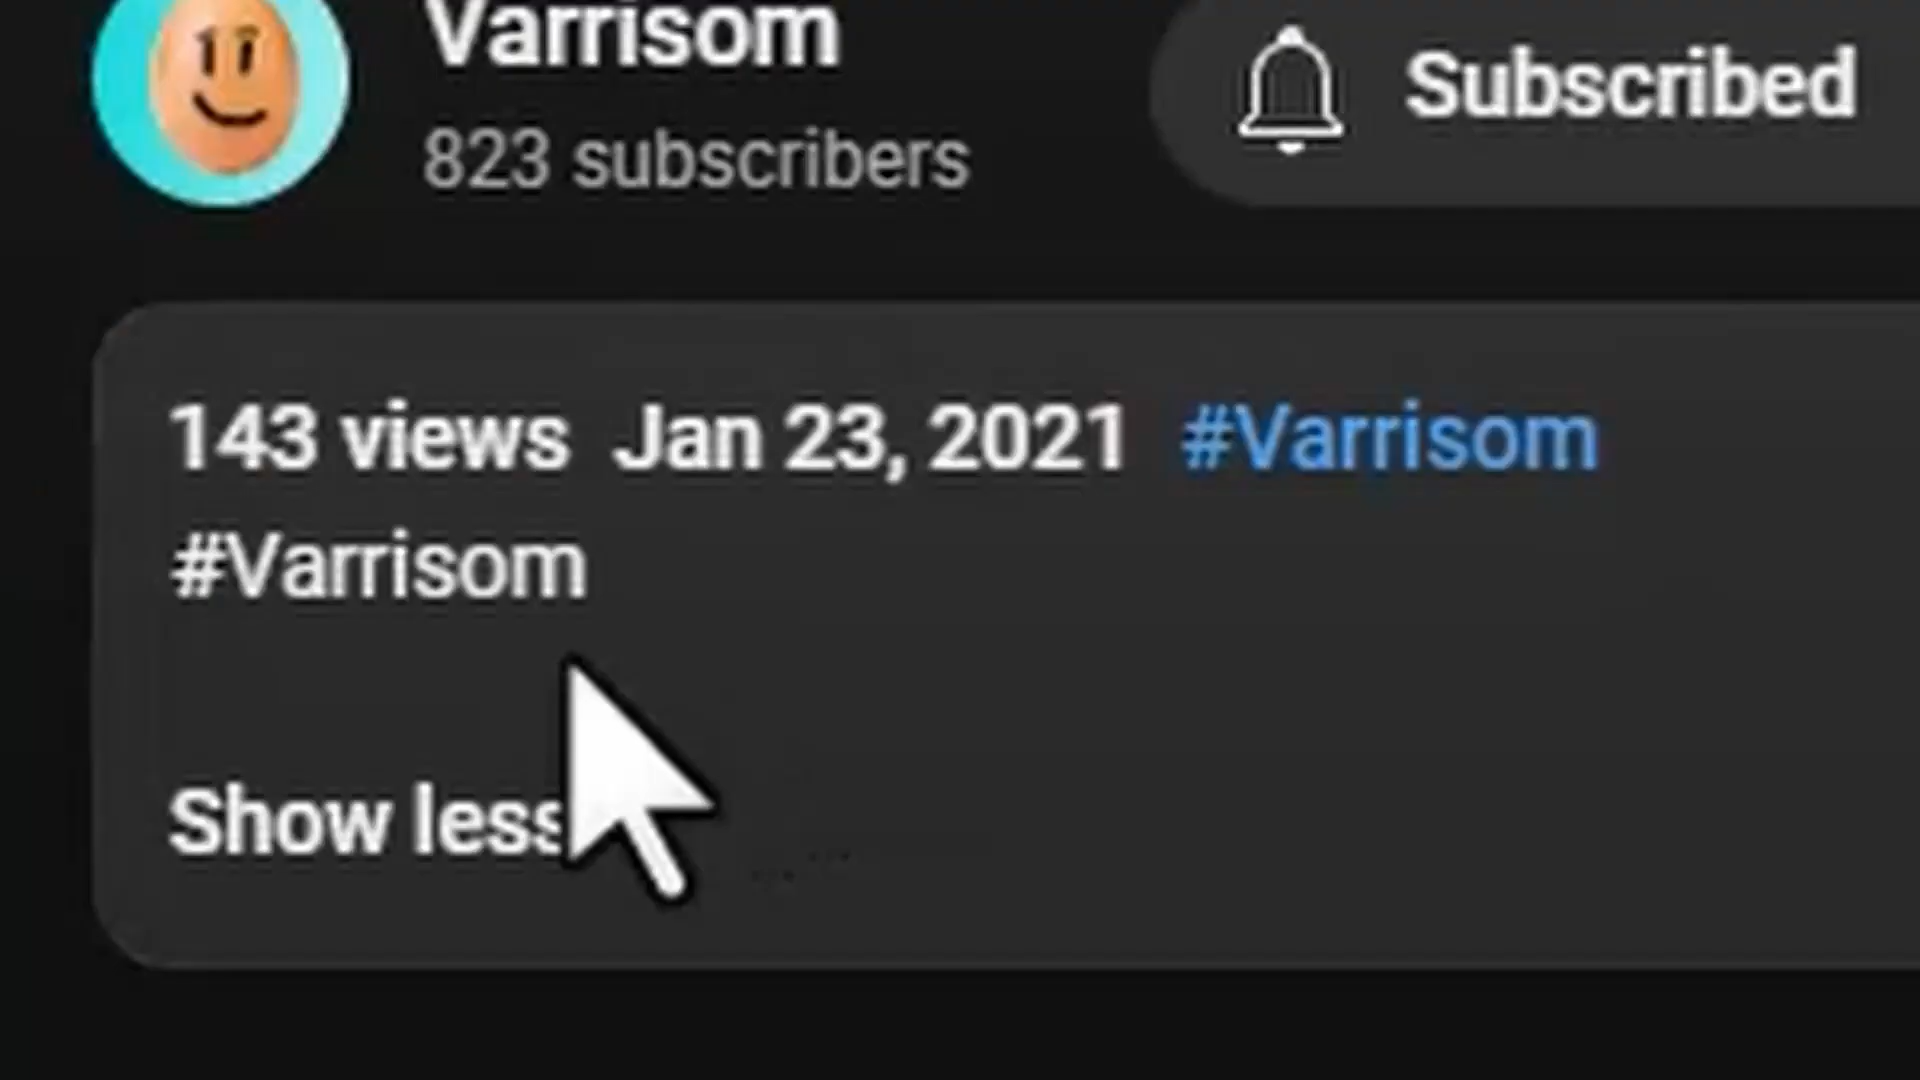 Varrisom
823 subscribers
Subscribed
143 views Jan 23, 2021 #Varrisom
#Varrisom
Show less